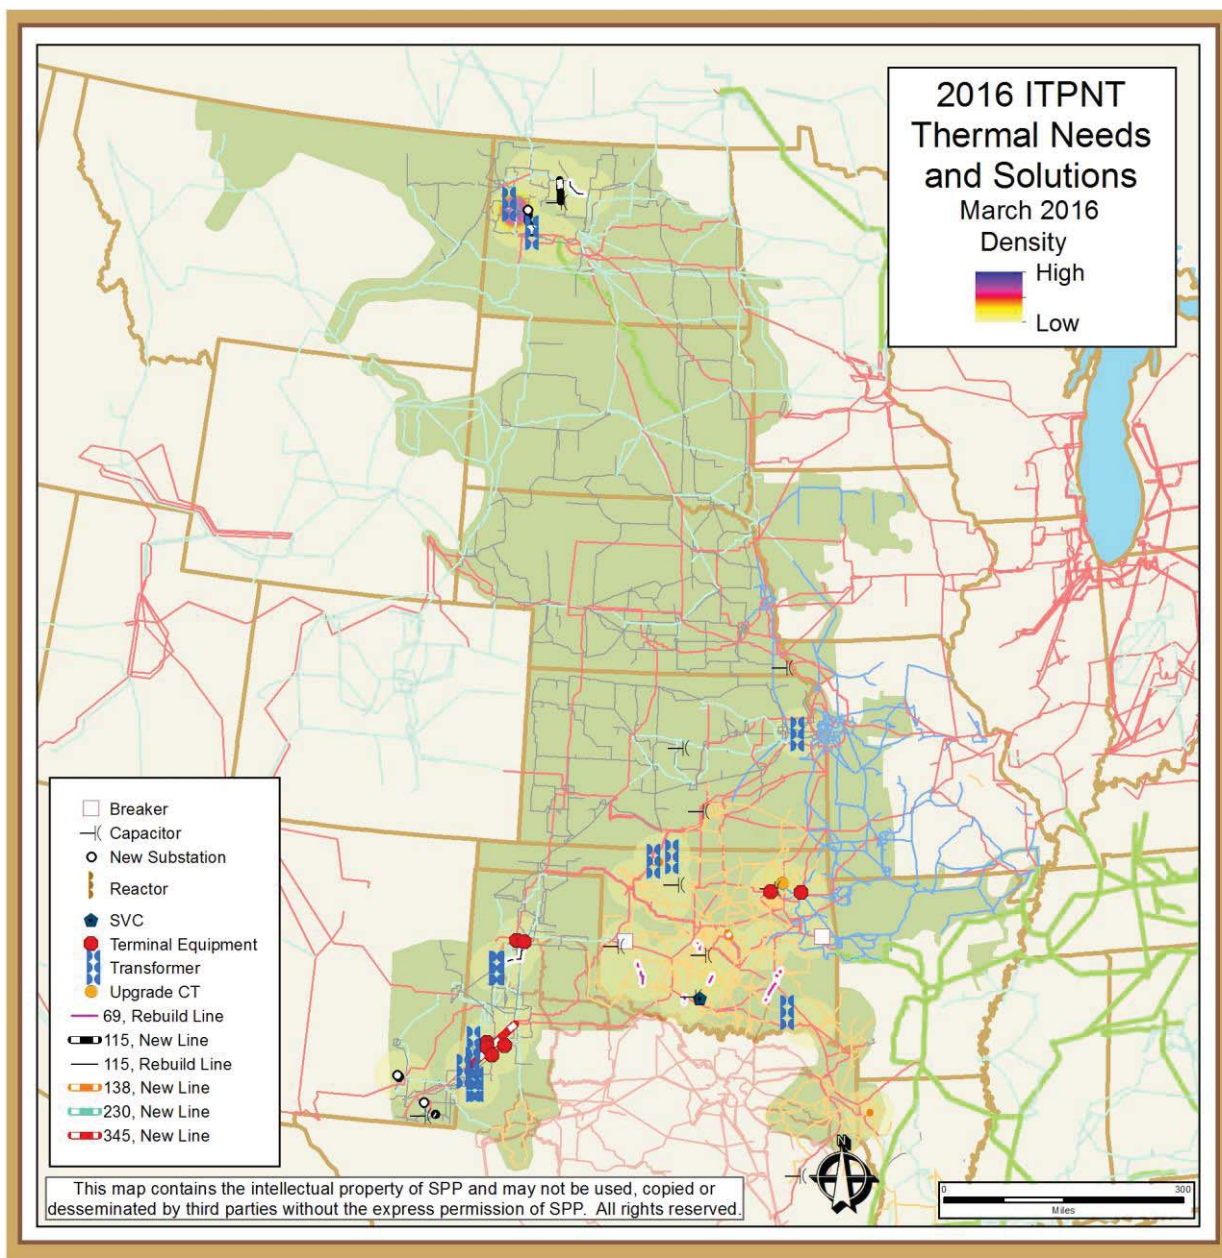 2016 ITPNT
Thermal Needs
and Solutions
March 2016
Density
High
Low
Breaker
Capacitor
New Substation
Reactor
SVC
Terminal Equipment
Transformer
Upgrade CT
69, Rebuild Line
115, New Line
115, Rebuild Line
138, New Line
230, New Line
345, New Line
This map contains the intellectual property of SPP and may not be used, copied or
desseminated by third parties without the express permission of SPP. All rights reserved.
N
0 300
Miles